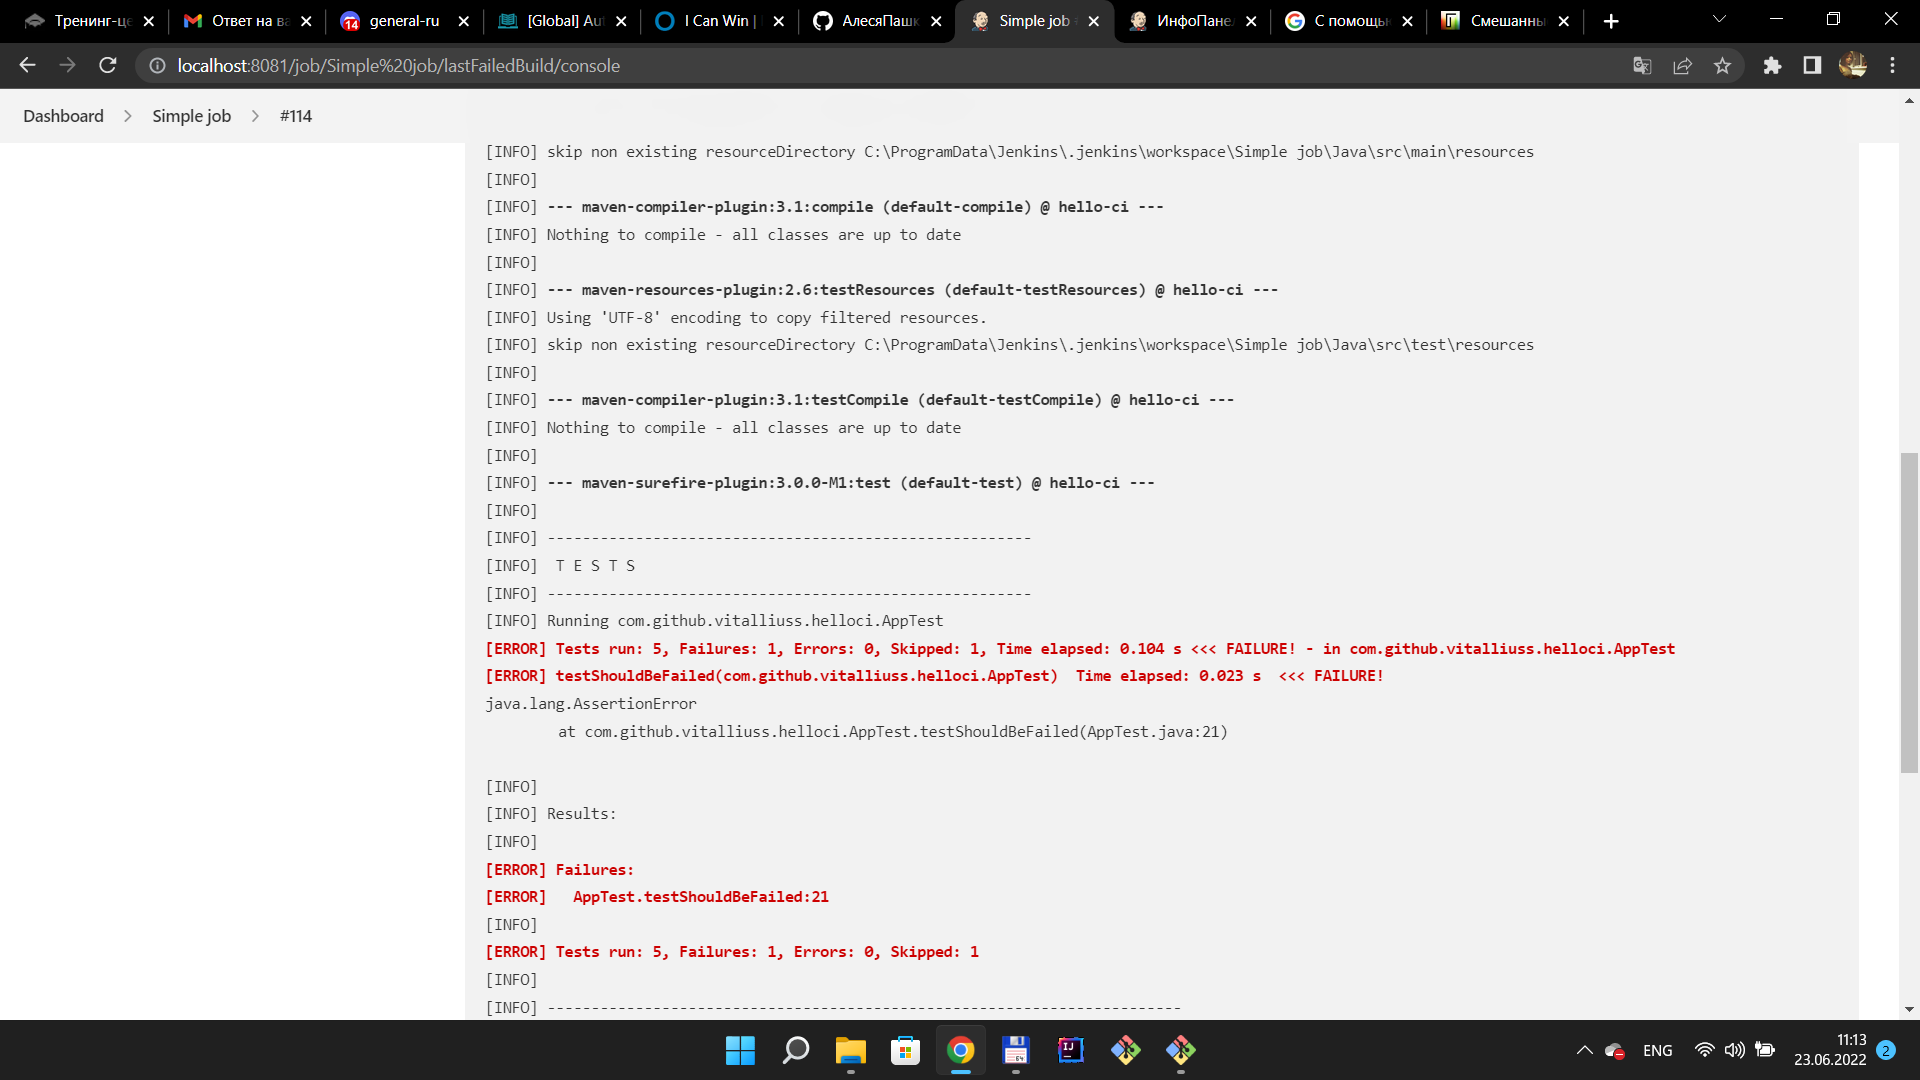 Тренинг-це
Ответ на ва
14
general-ru
[Global] Au
I Can Win |
АлесяПашк
Simple job
ИнфоПанел
С помощью
Смешанны
localhost:8081/job/Simple%20job/lastFailedBuild/console
Dashboard > Simple job > #114
[INFO] skip non existing resourceDirectory C:\ProgramData\Jenkins\.jenkins\workspace\Simple job\Java\src\main\resources
[INFO]
[INFO] --- maven-compiler-plugin:3.1:compile (default-compile) @ hello-ci ---
[INFO] Nothing to compile - all classes are up to date
[INFO]
[INFO] --- maven-resources-plugin:2.6:testResources (default-testResources) @ hello-ci ---
[INFO] Using 'UTF-8' encoding to copy filtered resources.
[INFO] skip non existing resourceDirectory C:\ProgramData\Jenkins\.jenkins\workspace\Simple job\Java\src\test\resources
[INFO]
[INFO] --- maven-compiler-plugin:3.1:testCompile (default-testCompile) @ hello-ci ---
[INFO] Nothing to compile - all classes are up to date
[INFO]
[INFO] --- maven-surefire-plugin:3.0.0-M1:test (default-test) @ hello-ci ---
[INFO]
[INFO] -------------------------------------------------------
[INFO]  T E S T S
[INFO] -------------------------------------------------------
[INFO] Running com.github.vitalliuss.helloci.AppTest
[ERROR] Tests run: 5, Failures: 1, Errors: 0, Skipped: 1, Time elapsed: 0.104 s <<< FAILURE! - in com.github.vitalliuss.helloci.AppTest
[ERROR] testShouldBeFailed(com.github.vitalliuss.helloci.AppTest)  Time elapsed: 0.023 s  <<< FAILURE!
java.lang.AssertionError
at com.github.vitalliuss.helloci.AppTest.testShouldBeFailed(AppTest.java:21)
[INFO]
[INFO] Results:
[INFO]
[ERROR] Failures:
[ERROR]   AppTest.testShouldBeFailed:21
[INFO]
[ERROR] Tests run: 5, Failures: 1, Errors: 0, Skipped: 1
[INFO]
[INFO] ------------------------------------------------------------------------
64
IJ
ENG
11:13
23.06.2022
2